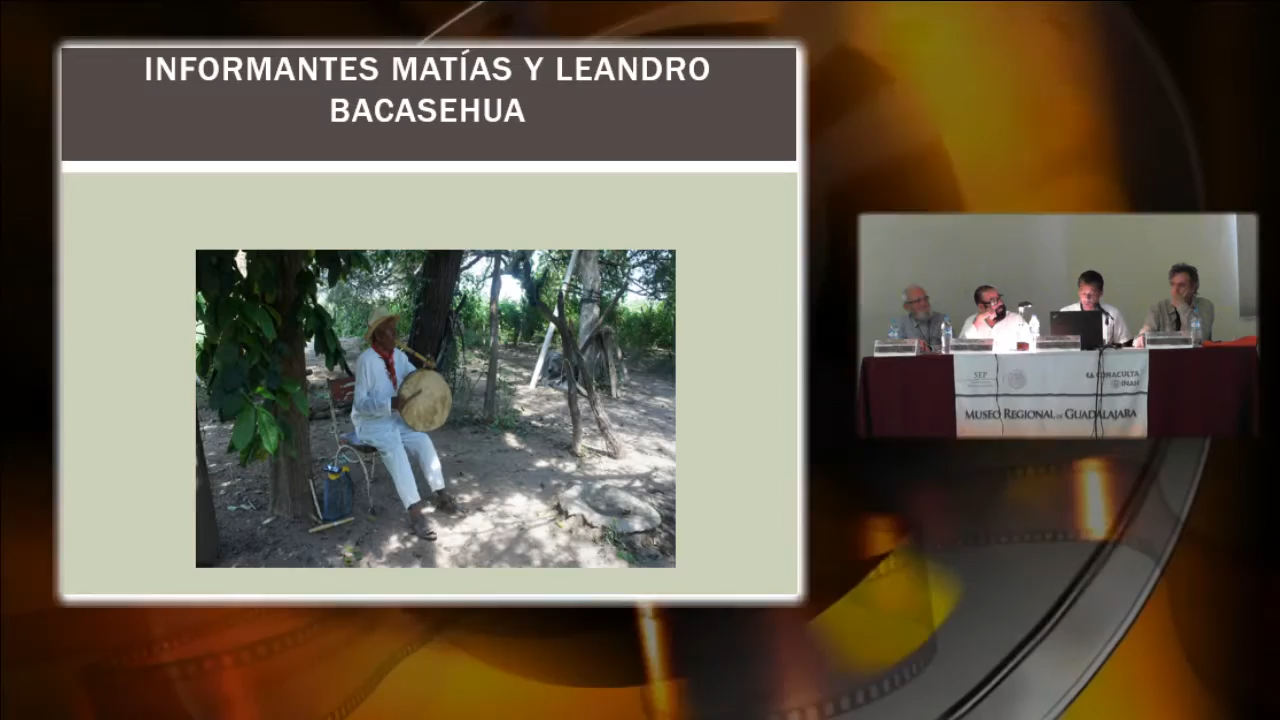 INFORMANTES MATÍAS Y LEANDRO
BACASEHUA
SEP
CONACULTA
INAH
MUSEO REGIONAL DE GUADALAJARA